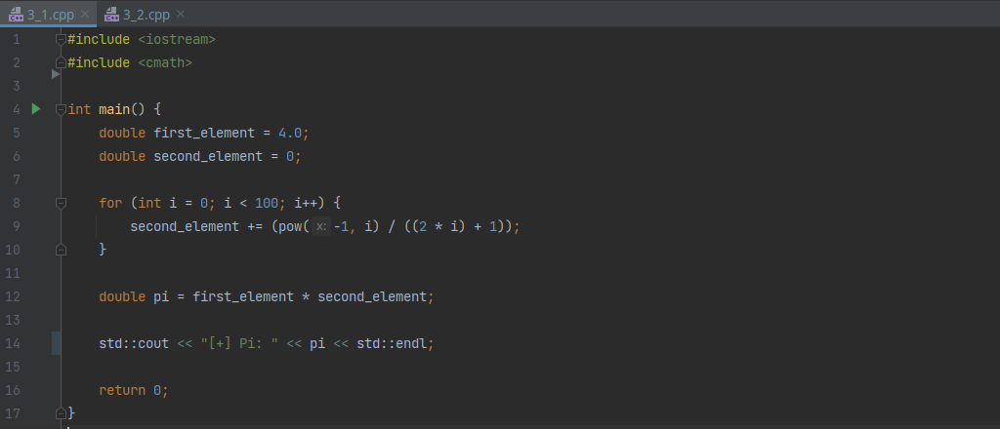 3_1.cpp × 3_2.cpp ×
1 #include <iostream>
2 #include <cmath>
3
4 int main() {
5 double first_element = 4.0;
6 double second_element = 0;
7
8 for (int i = 0; i < 100; i++) {
9 second_element += (pow( x: -1, i) / ((2 * i) + 1));
10 }
11
12 double pi = first_element * second_element;
13
14 std::cout << "[+] Pi: " << pi << std::endl;
15
16 return 0;
17 }